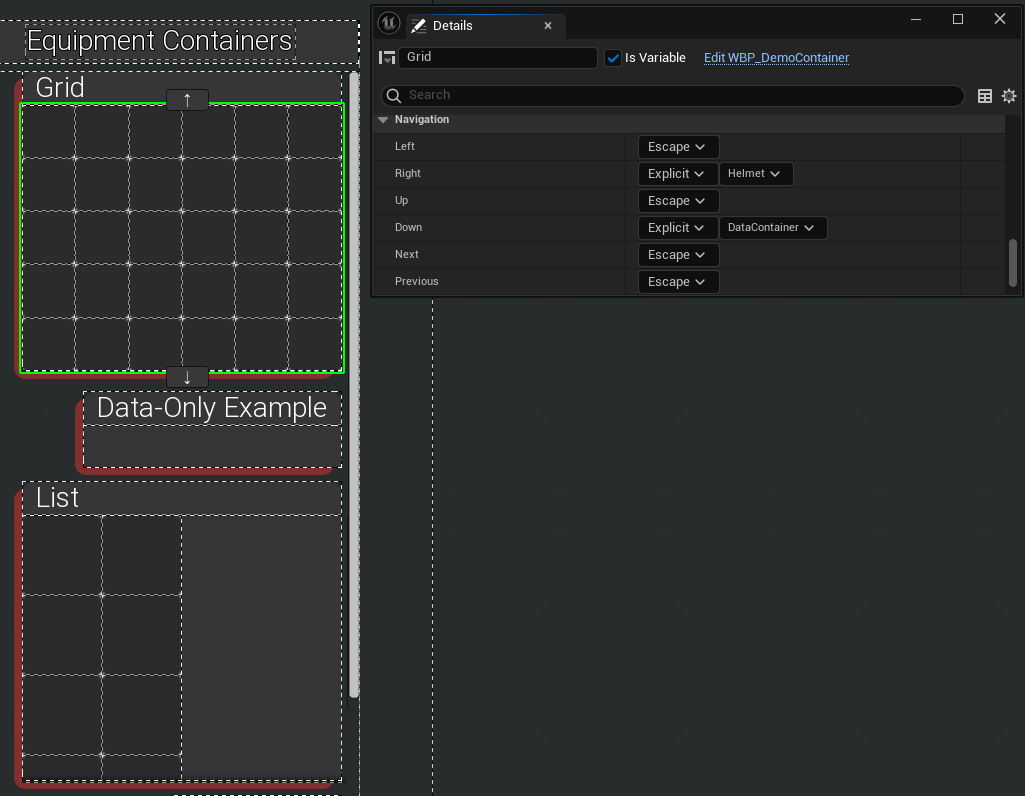 Equipment Containers
Grid
↑
↓
Data-Only Example
List
Details
Grid
Is Variable
Edit WBP_DemoContainer
Search
Navigation
Left Escape
Right Explicit Helmet
Up Escape
Down Explicit DataContainer
Next Escape
Previous Escape